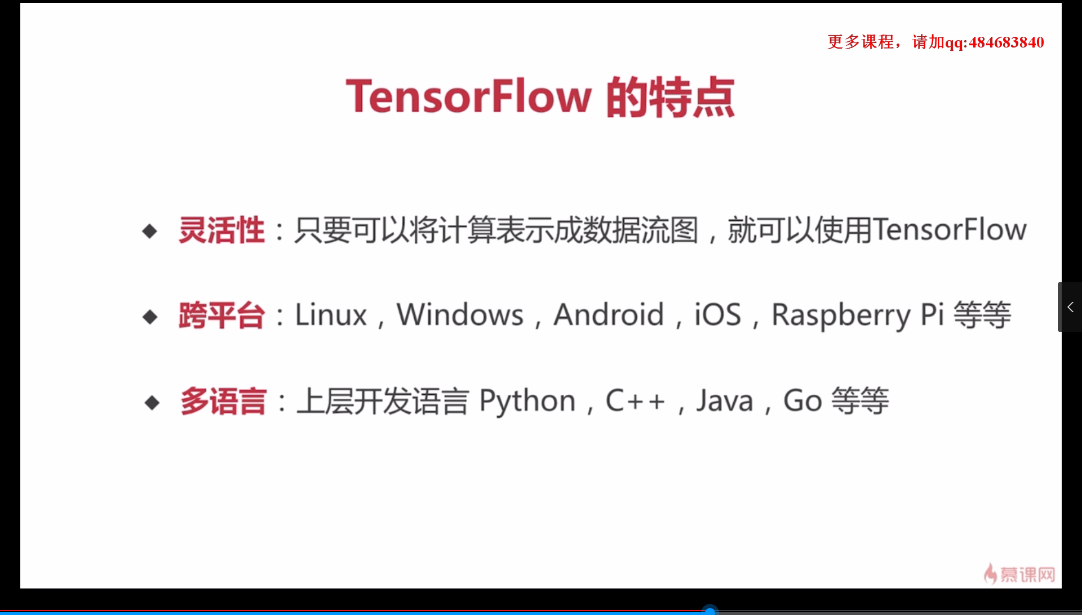 更多课程，请加qq:484683840
TensorFlow 的特点
◆ 灵活性：只要可以将计算表示成数据流图，就可以使用TensorFlow
◆ 跨平台：Linux，Windows，Android，iOS，Raspberry Pi 等等
◆ 多语言：上层开发语言 Python，C++，Java，Go 等等
慕课网